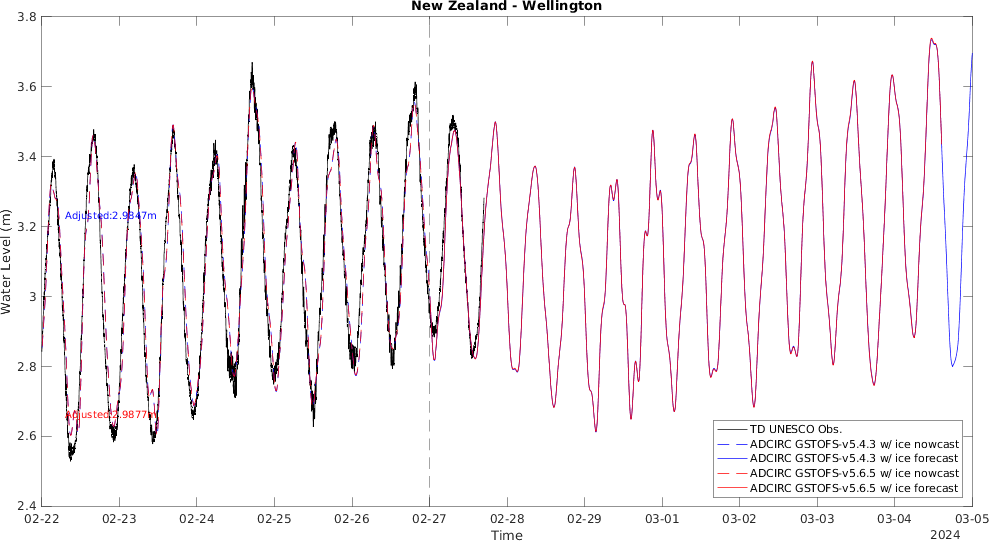 New Zealand - Wellington
Water Level (m)
3.8
3.6
3.4
3.2
3
2.8
2.6
2.4
Adjusted:2.9347m
Adjusted:2.9877m
TD UNESCO Obs.
ADCIRC GSTOFS-v5.4.3 w/ ice nowcast
ADCIRC GSTOFS-v5.4.3 w/ ice forecast
ADCIRC GSTOFS-v5.6.5 w/ ice nowcast
ADCIRC GSTOFS-v5.6.5 w/ ice forecast
02-22 02-23 02-24 02-25 02-26 02-27 02-28 02-29 03-01 03-02 03-03 03-04 03-05
Time
2024